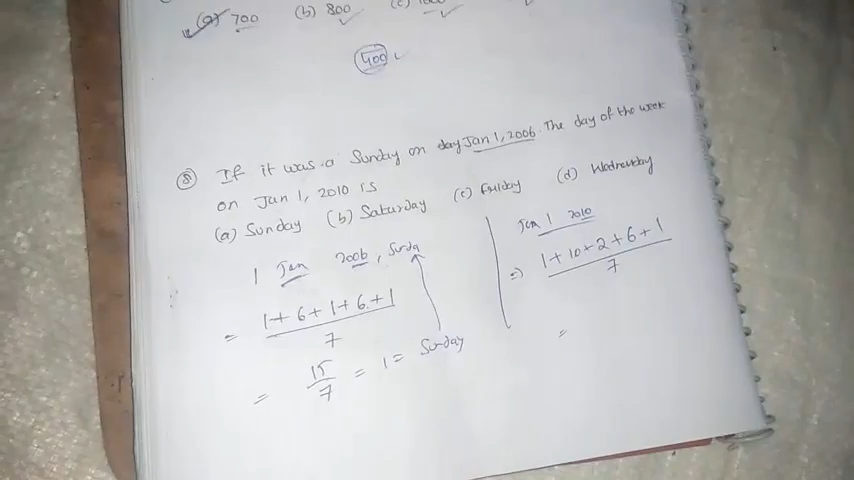 (a) 700 (b) 800 (c)
400
8 If it was a Sunday on day Jan 1, 2006. The day of the week
on Jan 1, 2010 is
(a) Sunday (b) Saturday (c) Friday (d) Wednesday
1 Jan 2006, Sunda
= 1+6+1+6+1
7
= 15
7
= 1 = Sunday
Jan 1 2010
⇒ 1+10+2+6+1
7
=